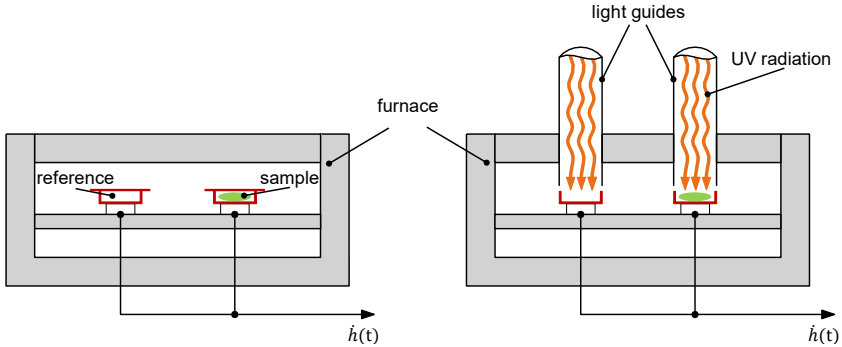 light guides
UV radiation
furnace
reference
sample
ḣ(t)
ḣ(t)